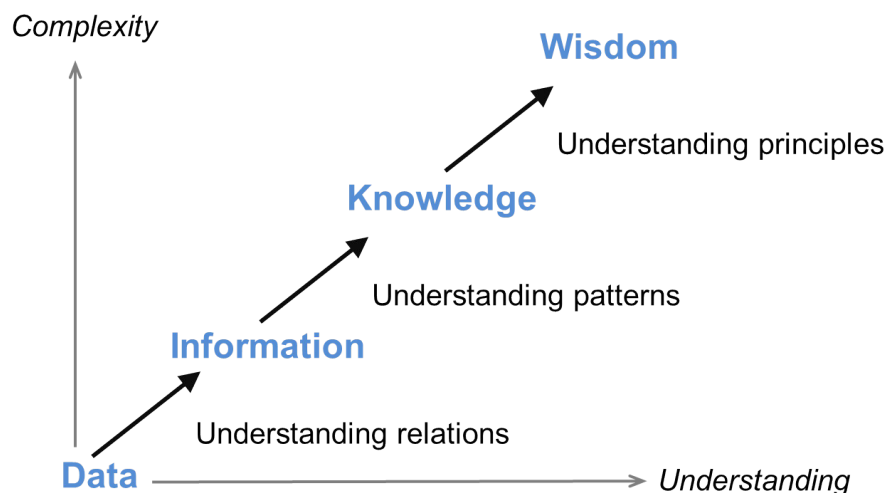 Complexity
Wisdom
Understanding principles
Knowledge
Understanding patterns
Information
Understanding relations
Data
Understanding